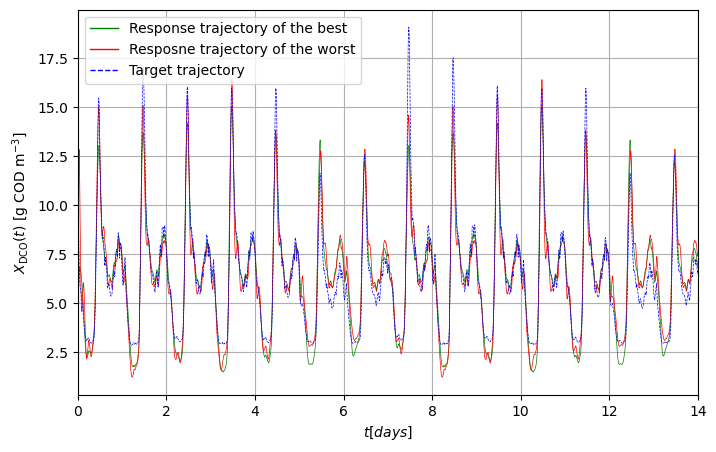 Response trajectory of the best
Resposne trajectory of the worst
Target trajectory
17.5
15.0
12.5
10.0
7.5
5.0
2.5
X_DCO(t) [g COD m⁻³]
0 2 4 6 8 10 12 14
t[days]